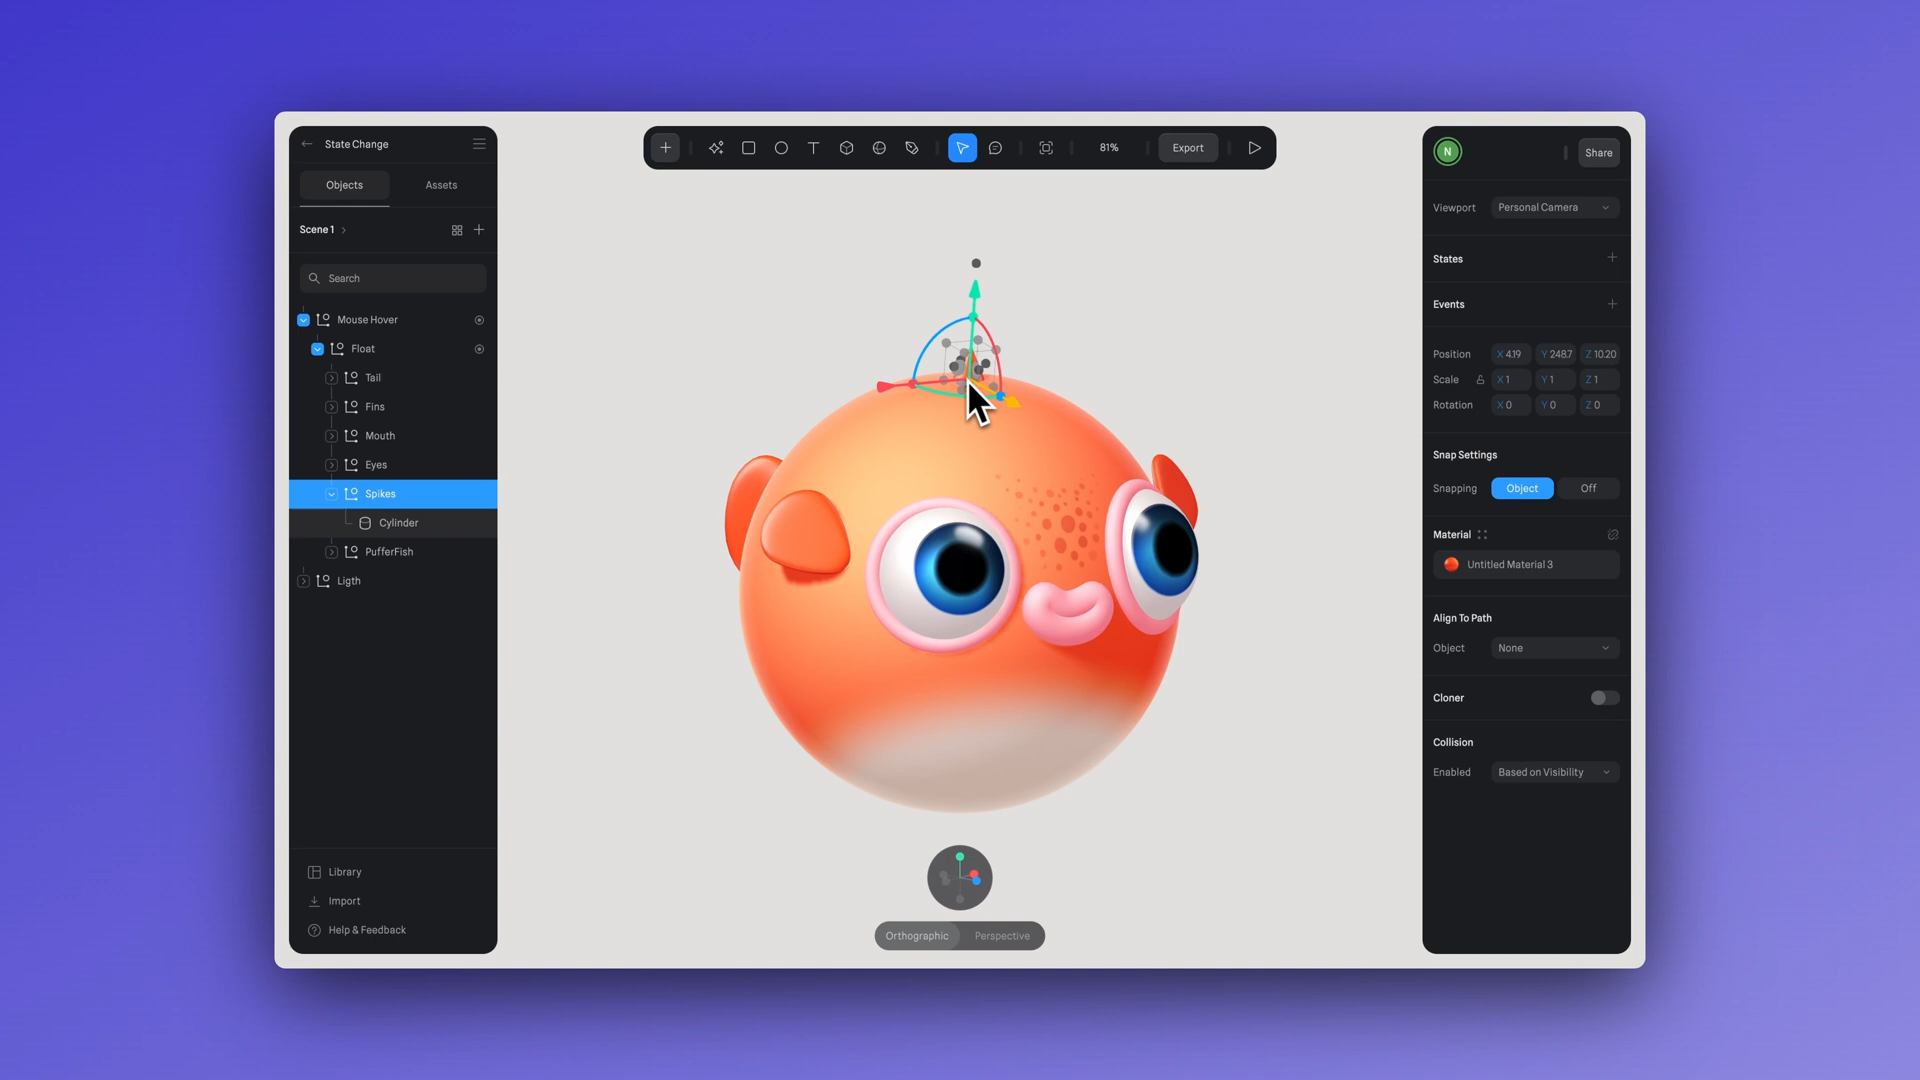 State Change
Objects Assets
Scene 1
Search
Mouse Hover
Float
Tail
Fins
Mouth
Eyes
Spikes
Cylinder
PufferFish
Ligth
Library
Import
Help & Feedback
T 81% Export
Orthographic Perspective
N Share
Viewport Personal Camera
States
Events
Position X 4.19 Y 248.7 Z 10.20
Scale X 1 Y 1 Z 1
Rotation X 0 Y 0 Z 0
Snap Settings
Snapping Object Off
Material
Untitled Material 3
Align To Path
Object None
Cloner
Collision
Enabled Based on Visibility